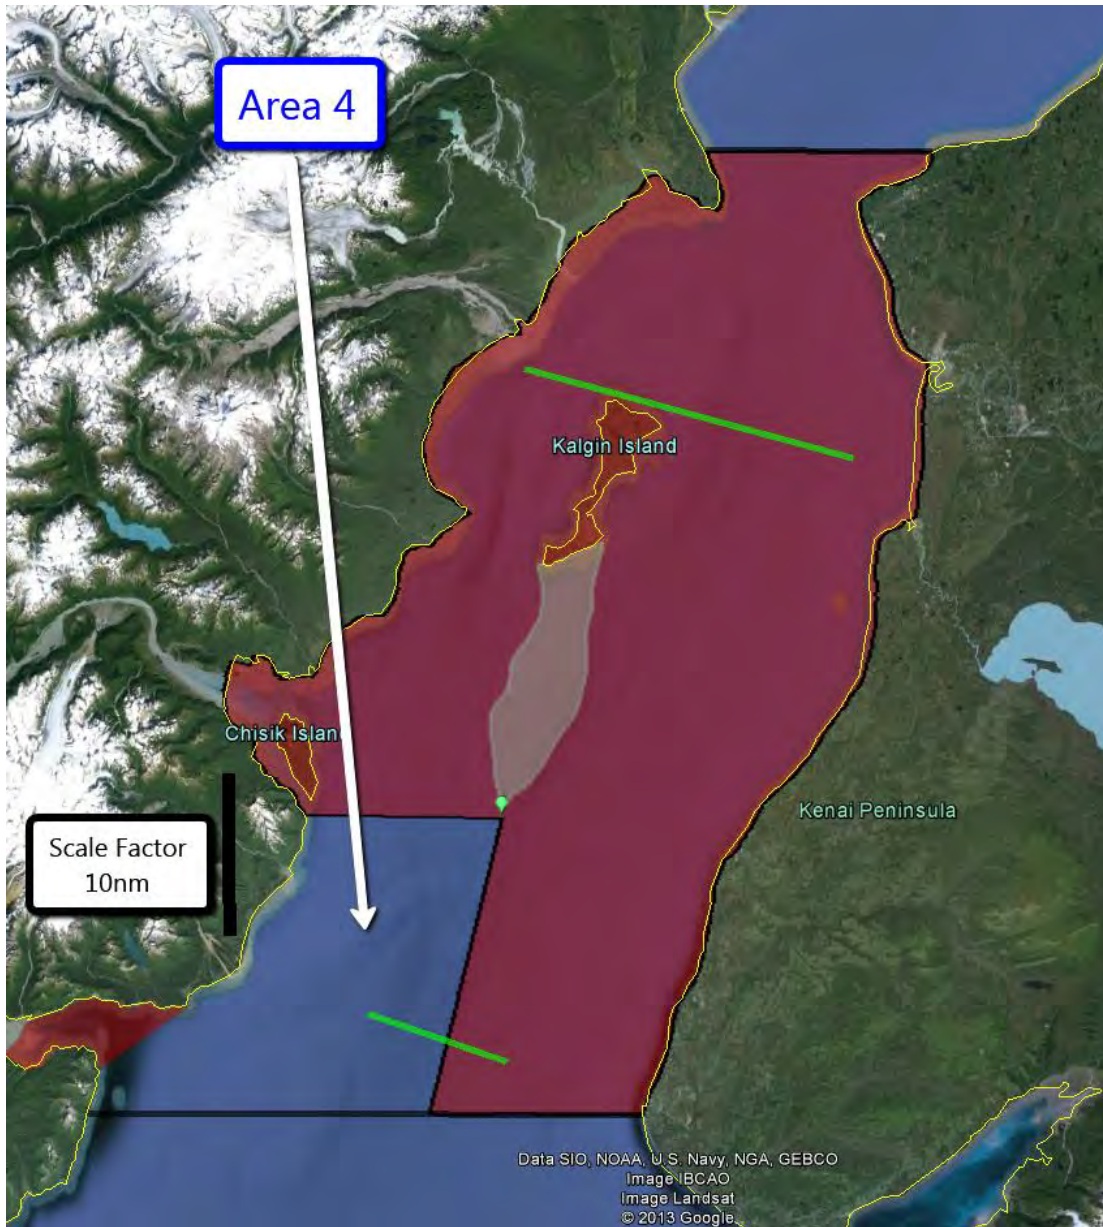 Area 4
Kalgin Island
Chisik Islan
Kenai Peninsula
Scale Factor
10nm
Data SIO, NOAA, U.S. Navy, NGA, GEBCO
Image IBCAO
Image Landsat
© 2013 Google